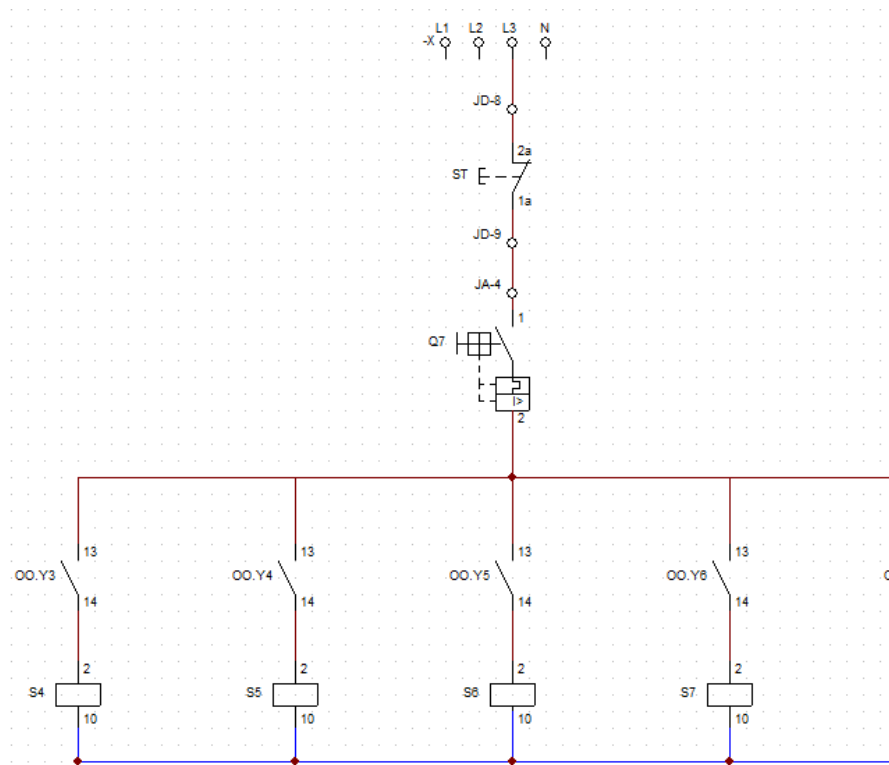 L1 L2 L3 N
-X
JD-8
2a
ST
1a
JD-9
JA-4
1
Q7
I>
2
13 13 13 13
OO.Y3 OO.Y4 OO.Y5 OO.Y6
14 14 14 14
2 2 2 2
S4 S5 S6 S7
10 10 10 10